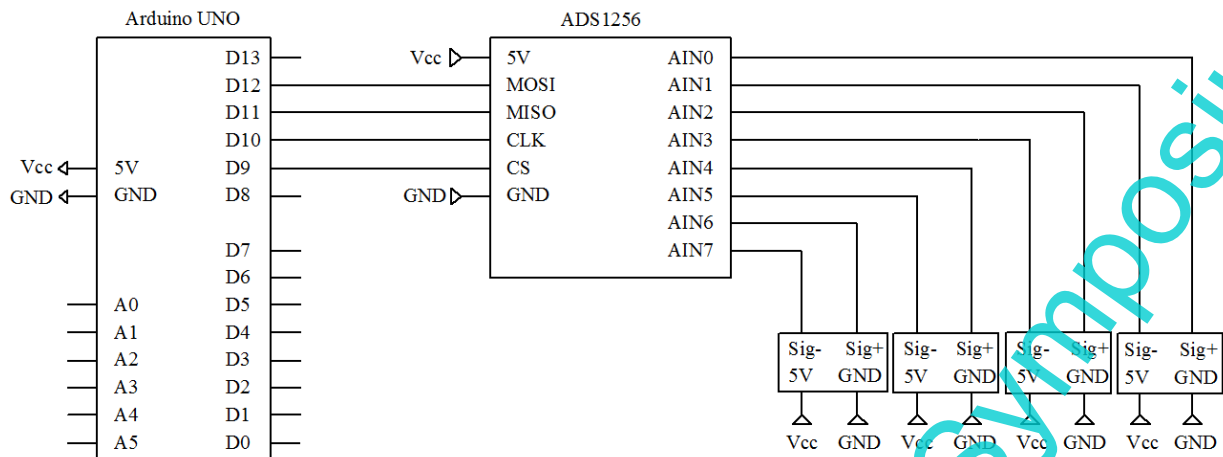 Arduino UNO
D13
D12
D11
D10
D9
D8
D7
D6
D5
D4
D3
D2
D1
D0
Vcc
5V
GND
GND
A0
A1
A2
A3
A4
A5
ADS1256
Vcc
5V
MOSI
MISO
CLK
CS
GND
GND
AIN0
AIN1
AIN2
AIN3
AIN4
AIN5
AIN6
AIN7
Sig- Sig+
5V GND
Vcc GND
Sig- Sig+
5V GND
Vcc GND
Sig- Sig+
5V GND
Vcc GND
Sig- Sig+
5V GND
Vcc GND